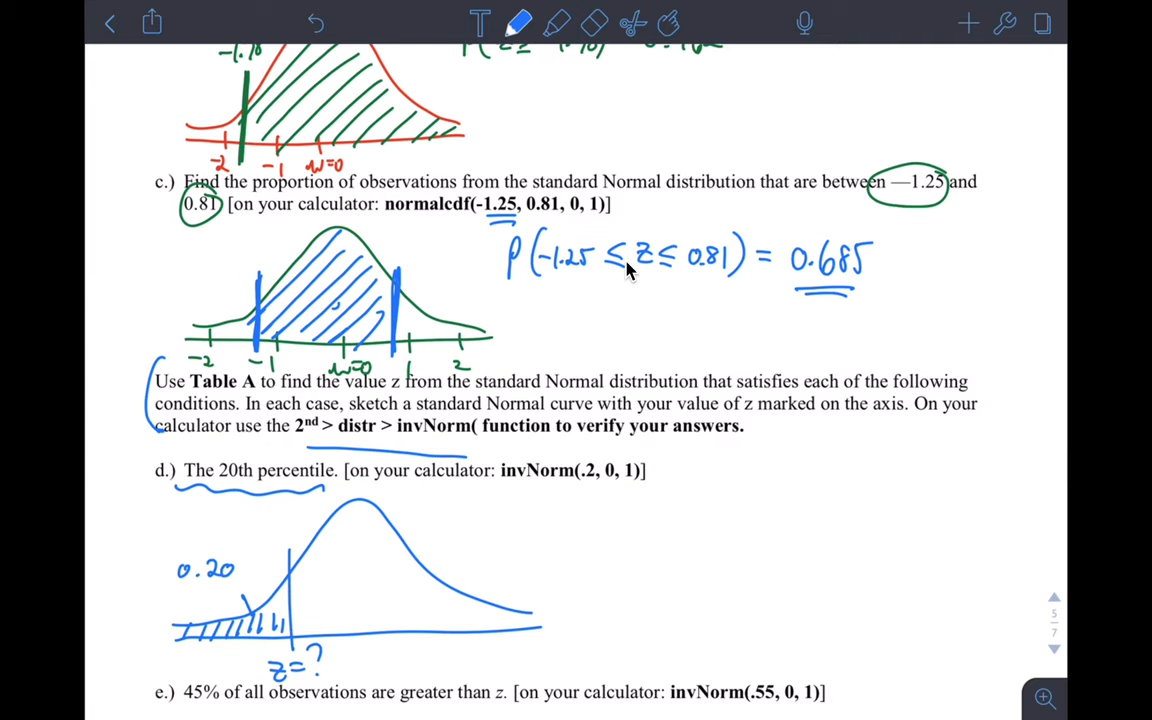 -1.78
-2 -1 μ=0
c.) Find the proportion of observations from the standard Normal distribution that are between —1.25 and
0.81 [on your calculator: normalcdf(-1.25, 0.81, 0, 1)]
P(-1.25 ≤ z ≤ 0.81) = 0.685
-2 -1 μ=0 1 2
Use Table A to find the value z from the standard Normal distribution that satisfies each of the following
conditions. In each case, sketch a standard Normal curve with your value of z marked on the axis. On your
calculator use the 2nd > distr > invNorm( function to verify your answers.
d.) The 20th percentile. [on your calculator: invNorm(.2, 0, 1)]
0.20
z=?
e.) 45% of all observations are greater than z. [on your calculator: invNorm(.55, 0, 1)]
5
7